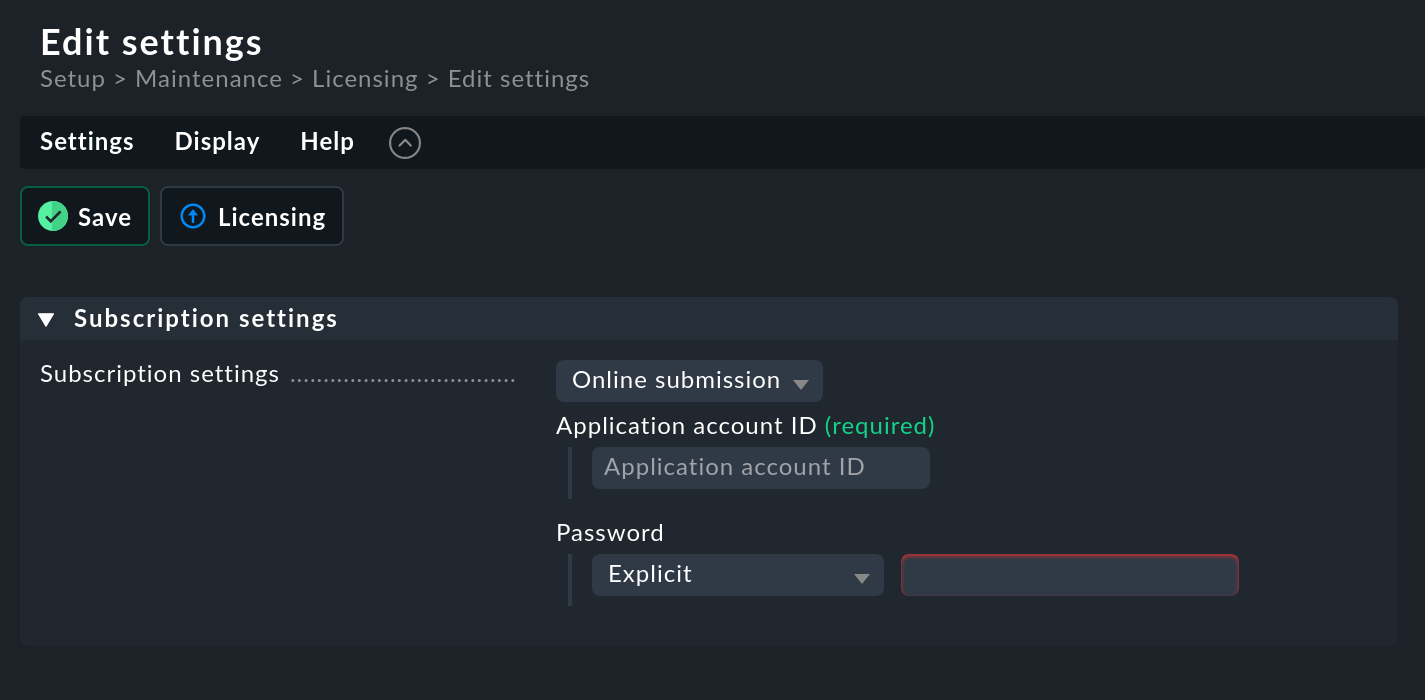 Edit settings
Setup > Maintenance > Licensing > Edit settings
Settings Display Help
Save Licensing
Subscription settings
Subscription settings ..................................
Online submission
Application account ID (required)
Application account ID
Password
Explicit